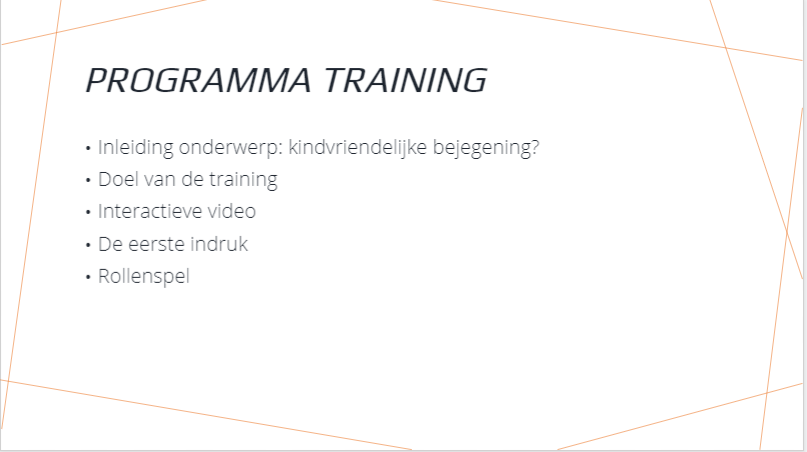 PROGRAMMA TRAINING
• Inleiding onderwerp: kindvriendelijke bejegening?
• Doel van de training
• Interactieve video
• De eerste indruk
• Rollenspel